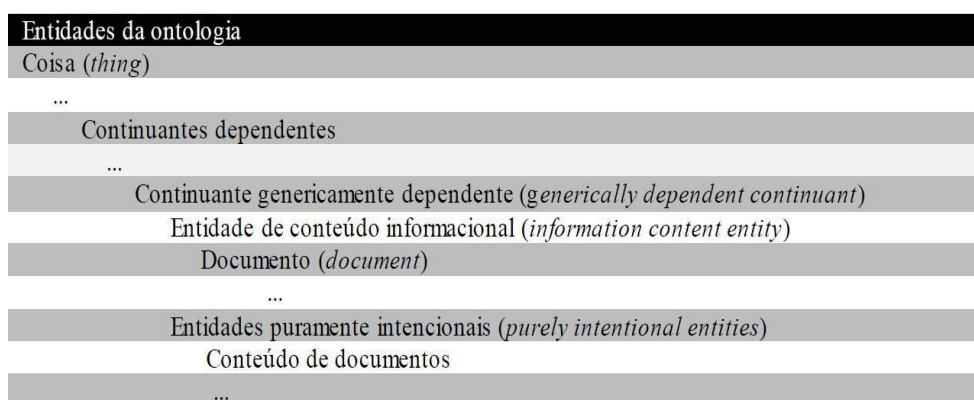 Entidades da ontologia
Coisa (thing)
...
Continuantes dependentes
...
Continuante genericamente dependente (generically dependent continuant)
Entidade de conteúdo informacional (information content entity)
Documento (document)
...
Entidades puramente intencionais (purely intentional entities)
Conteúdo de documentos
...